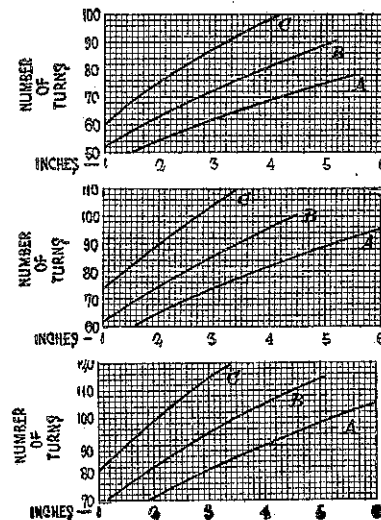 NUMBER OF TURNS
100
90
80
70
60
50
C
B
A
INCHES - 1 2 3 4 5 6
NUMBER OF TURNS
110
100
90
80
70
60
C
B
A
INCHES - 1 2 3 4 5 6
NUMBER OF TURNS
120
110
100
90
80
70
C
B
A
INCHES - 1 2 3 4 5 6